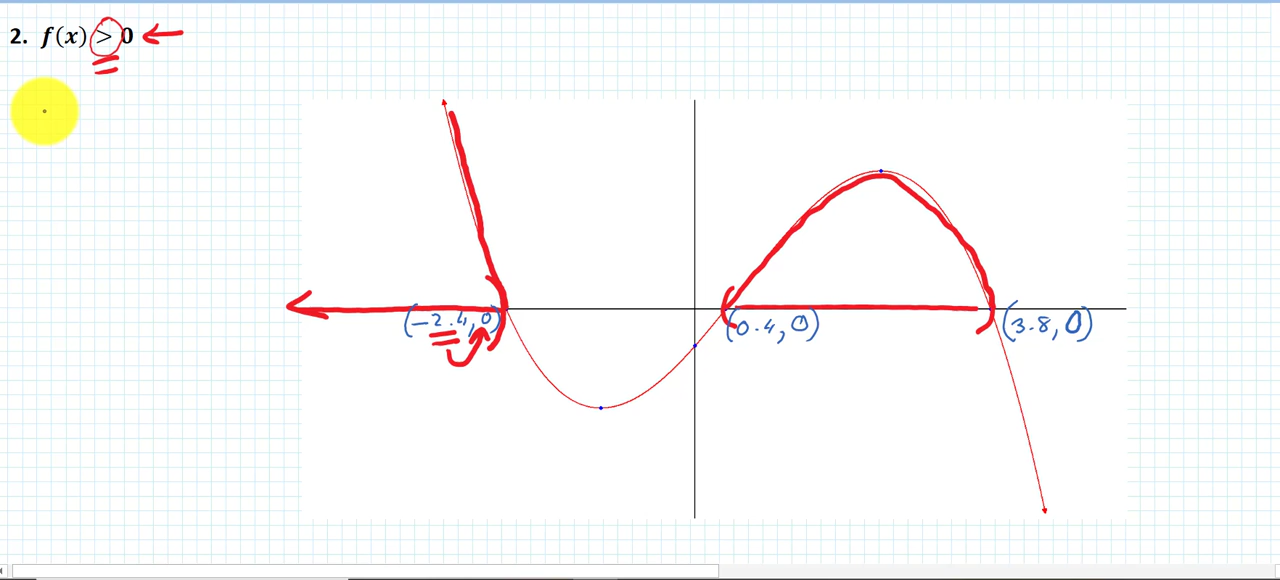 2. f(x) > 0
(-2.4, 0)
(0.4, 0)
(3.8, 0)